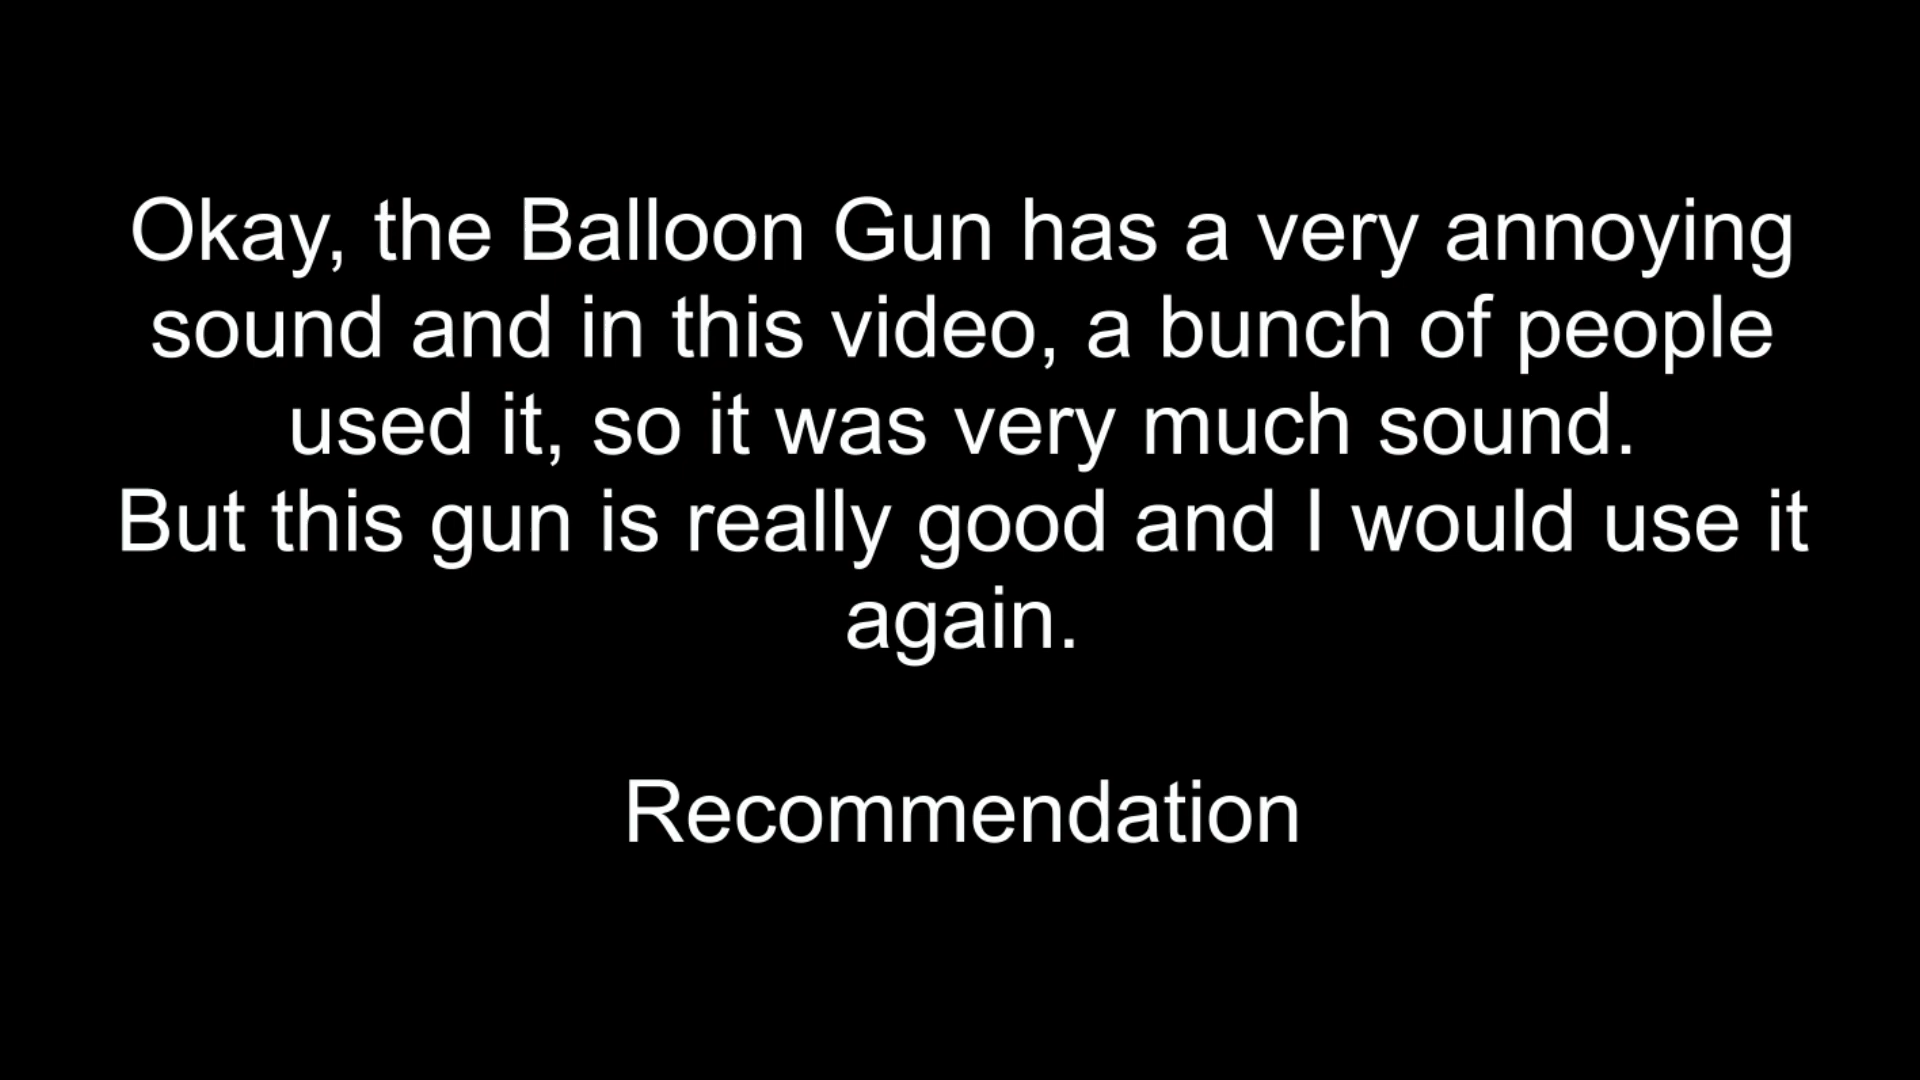 Okay, the Balloon Gun has a very annoying
sound and in this video, a bunch of people
used it, so it was very much sound.
But this gun is really good and I would use it
again.
Recommendation